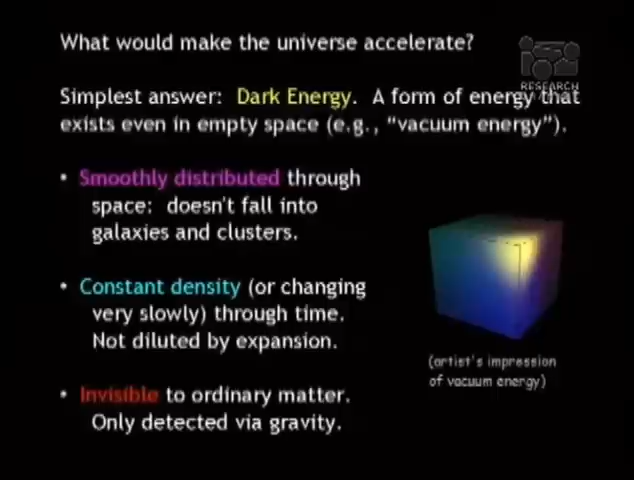 What would make the universe accelerate?
RESEARCH
Simplest answer:  Dark Energy.  A form of energy that
exists even in empty space (e.g., “vacuum energy”).
• Smoothly distributed through
space:  doesn't fall into
galaxies and clusters.
• Constant density (or changing
very slowly) through time.
Not diluted by expansion.
(artist's impression
of vacuum energy)
• Invisible to ordinary matter.
Only detected via gravity.